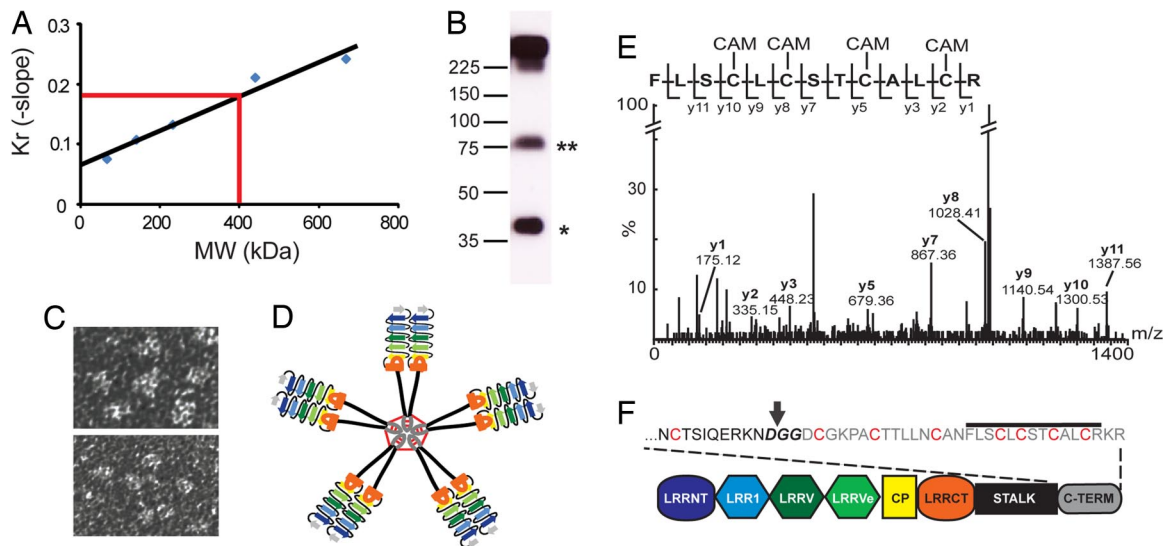 A
0.3
0.2
0.1
0
Kr (-slope)
0 200 400 600 800
MW (kDa)
B
225
150
100
75
50
35
**
*
C
D
E
CAM CAM CAM CAM
F L S C L C S T C A L C R
y11 y10 y9 y8 y7 y5 y3 y2 y1
100
30
10
%
y1
175.12
y2
335.15
y3
448.23
y5
679.36
y7
867.36
y8
1028.41
y9
1140.54
y10
1300.53
y11
1387.56
0 1400 m/z
F
...NCTSIQERKNDGGDCGKPACTTLLNCANFLSCLCSTCALCRKR
LRRNT LRR1 LRRV LRRVe CP LRRCT STALK C-TERM